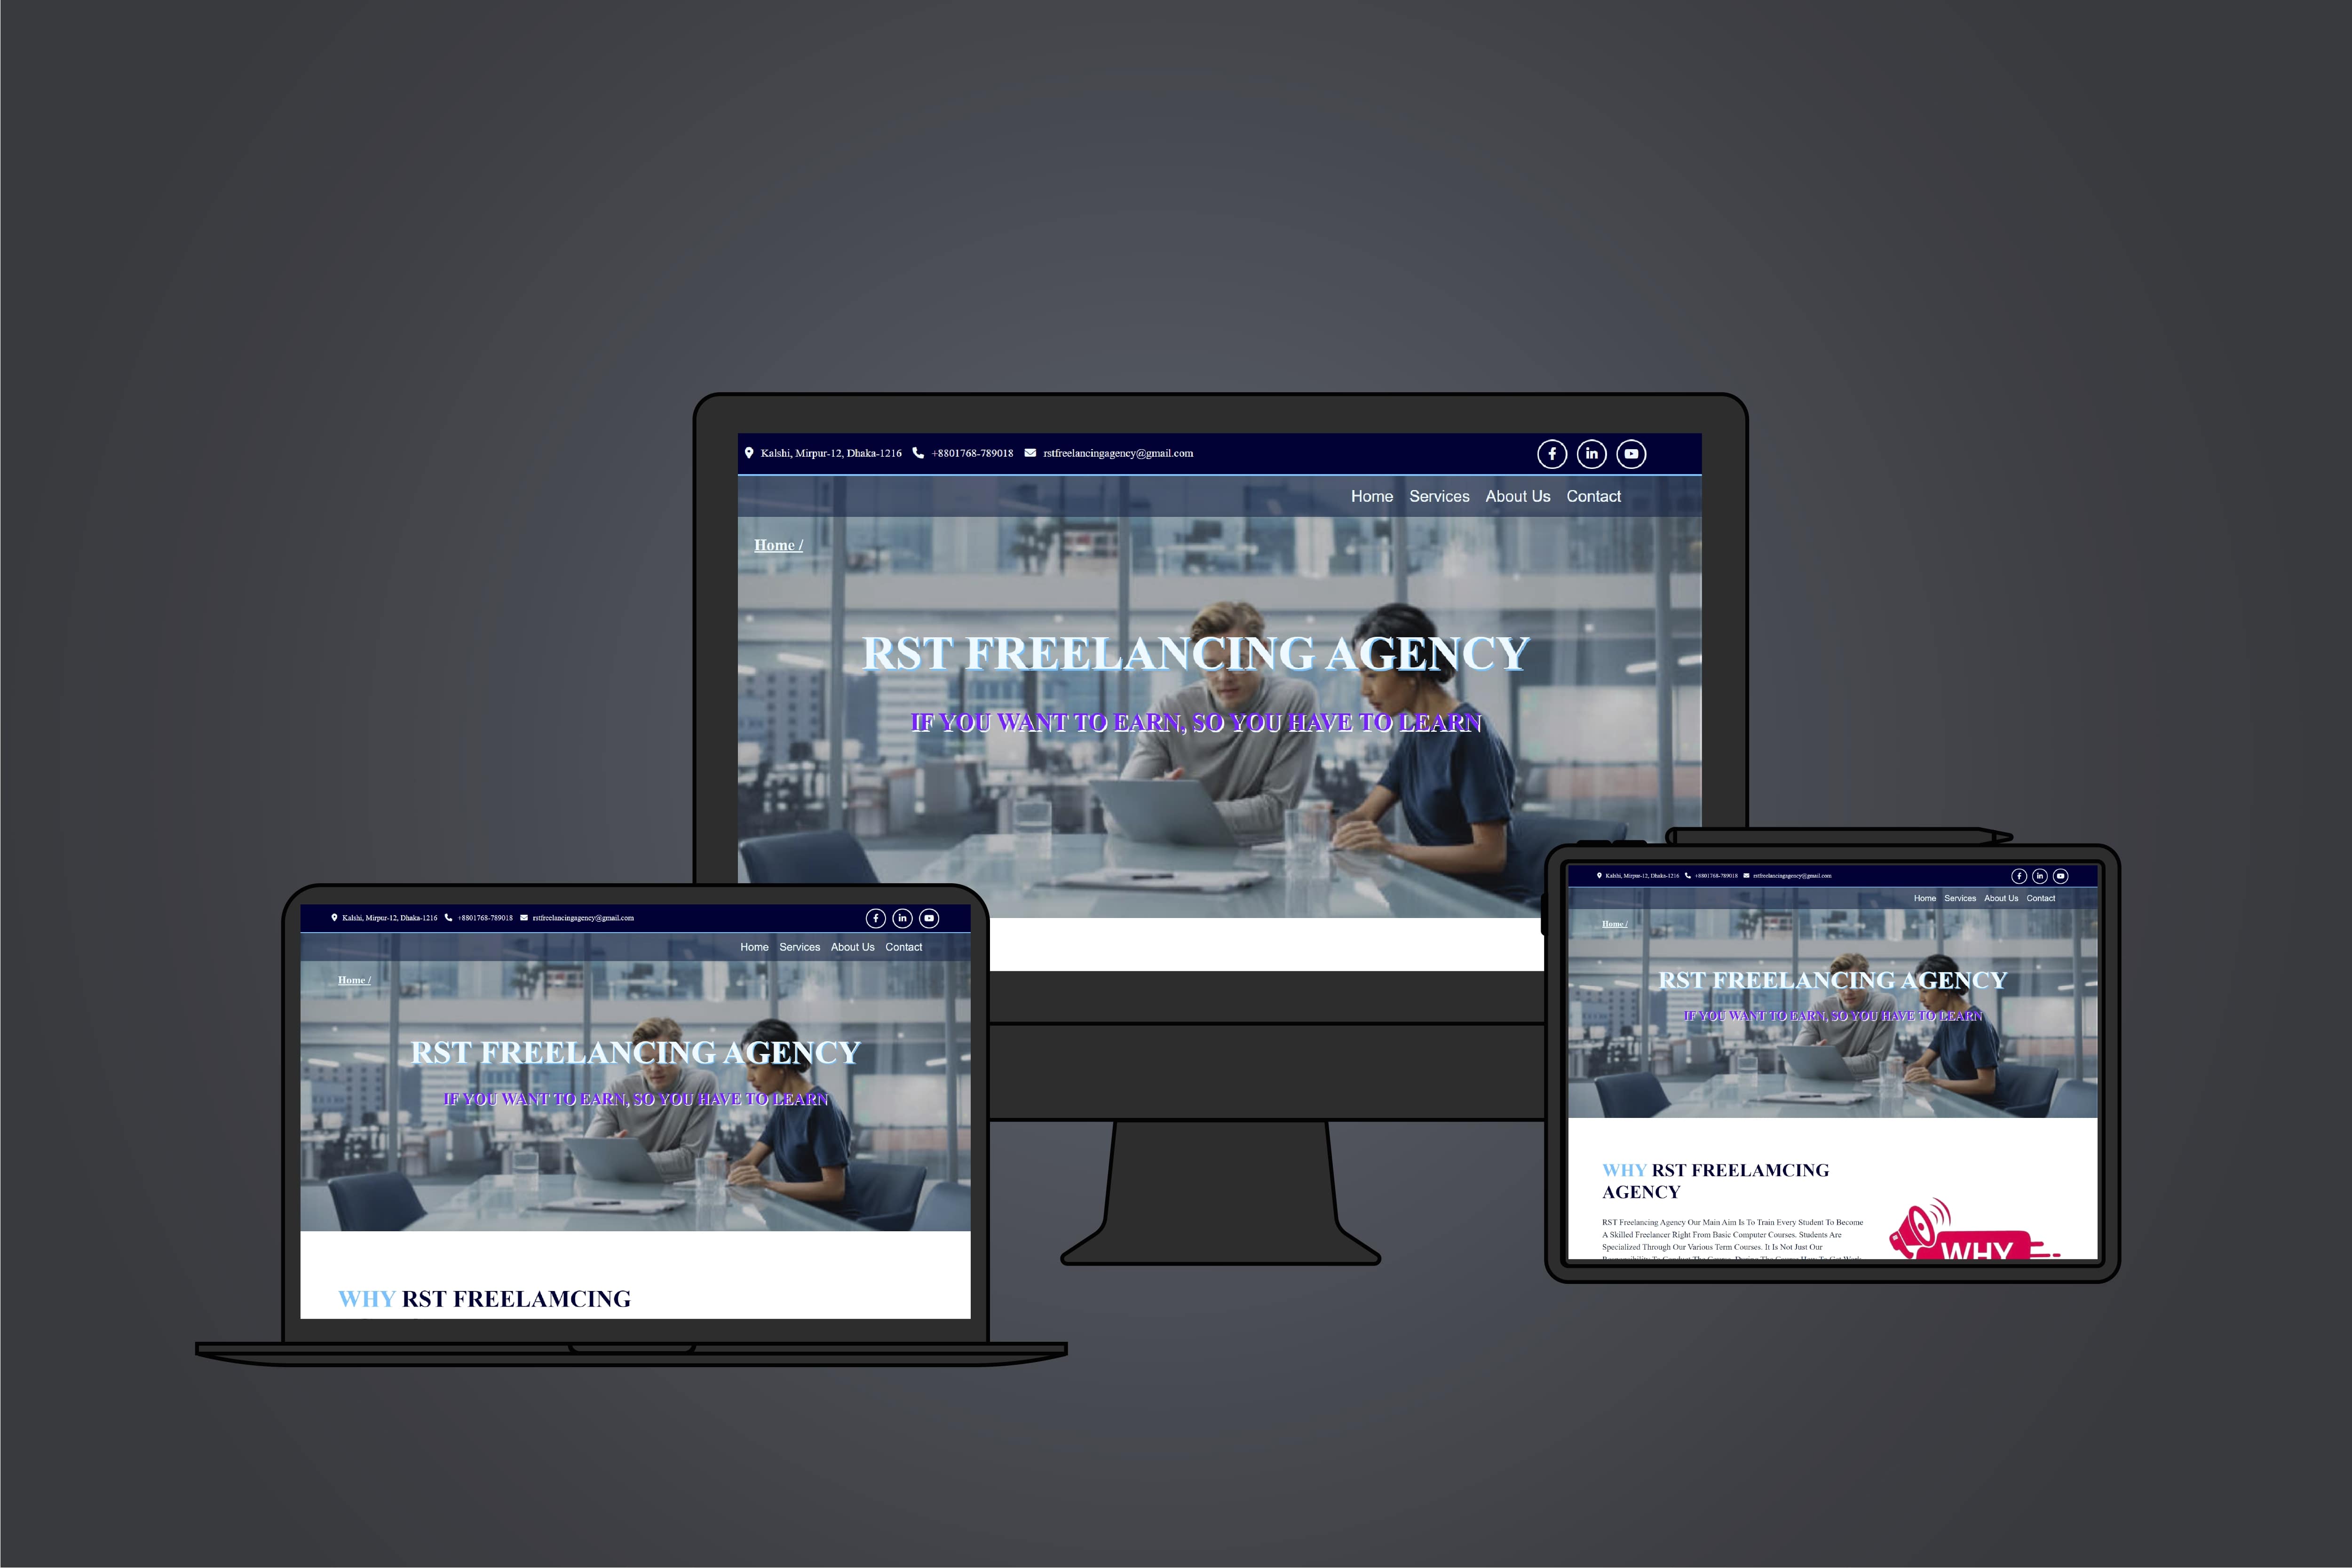 Kalshi, Mirpur-12, Dhaka-1216 +8801768-789018 rstfreelancingagency@gmail.com
Home Services About Us Contact
Home /
RST FREELANCING AGENCY
IF YOU WANT TO EARN, SO YOU HAVE TO LEARN
Kalshi, Mirpur-12, Dhaka-1216 +8801768-789018 rstfreelancingagency@gmail.com
Home Services About Us Contact
Home /
RST FREELANCING AGENCY
IF YOU WANT TO EARN, SO YOU HAVE TO LEARN
WHY RST FREELAMCING
Kalshi, Mirpur-12, Dhaka-1216 +8801768-789018 rstfreelancingagency@gmail.com
Home Services About Us Contact
Home /
RST FREELANCING AGENCY
IF YOU WANT TO EARN, SO YOU HAVE TO LEARN
WHY RST FREELAMCING
AGENCY
RST Freelancing Agency Our Main Aim Is To Train Every Student To Become
A Skilled Freelancer Right From Basic Computer Courses. Students Are
Specialized Through Our Various Term Courses. It Is Not Just Our
WHY